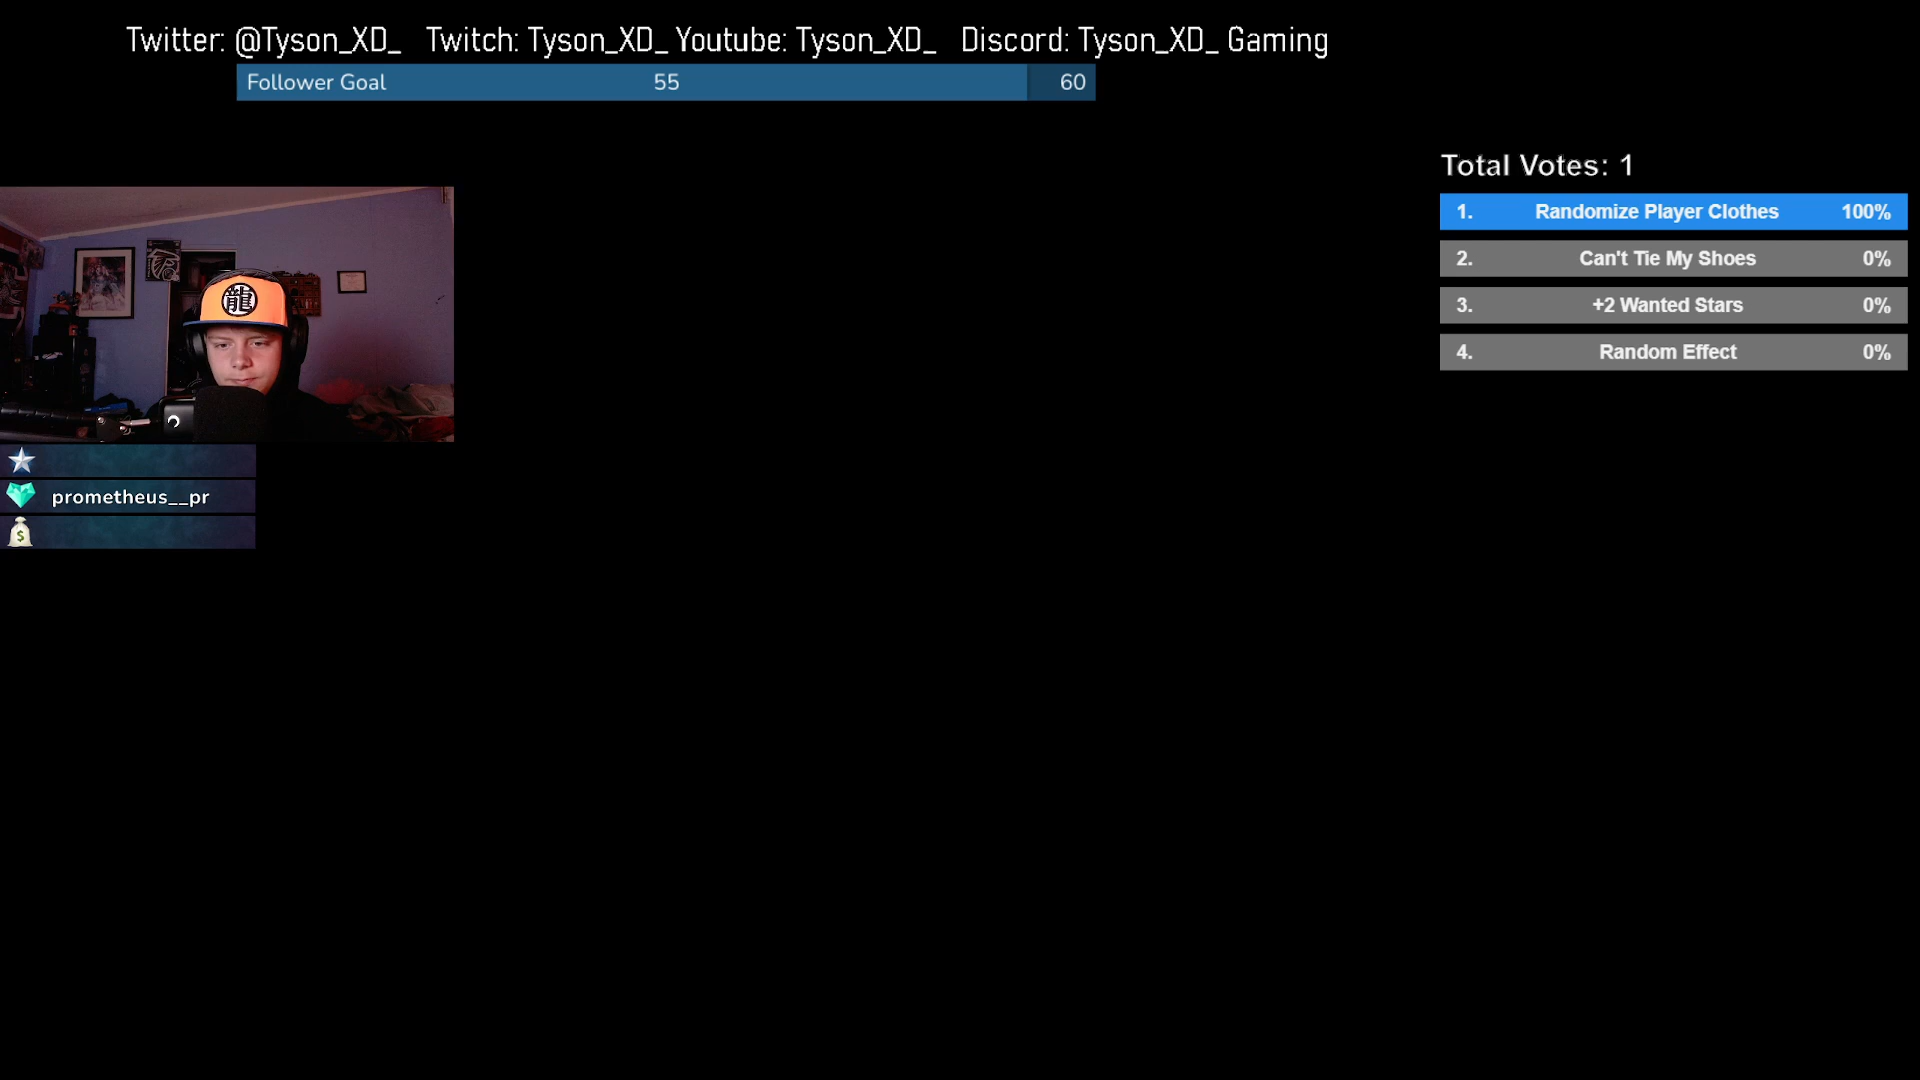 Twitter: @Tyson_XD_ Twitch: Tyson_XD_ Youtube: Tyson_XD_ Discord: Tyson_XD_ Gaming
Follower Goal 55 60
Total Votes: 1
1. Randomize Player Clothes 100%
2. Can't Tie My Shoes 0%
3. +2 Wanted Stars 0%
4. Random Effect 0%
龍
prometheus__pr